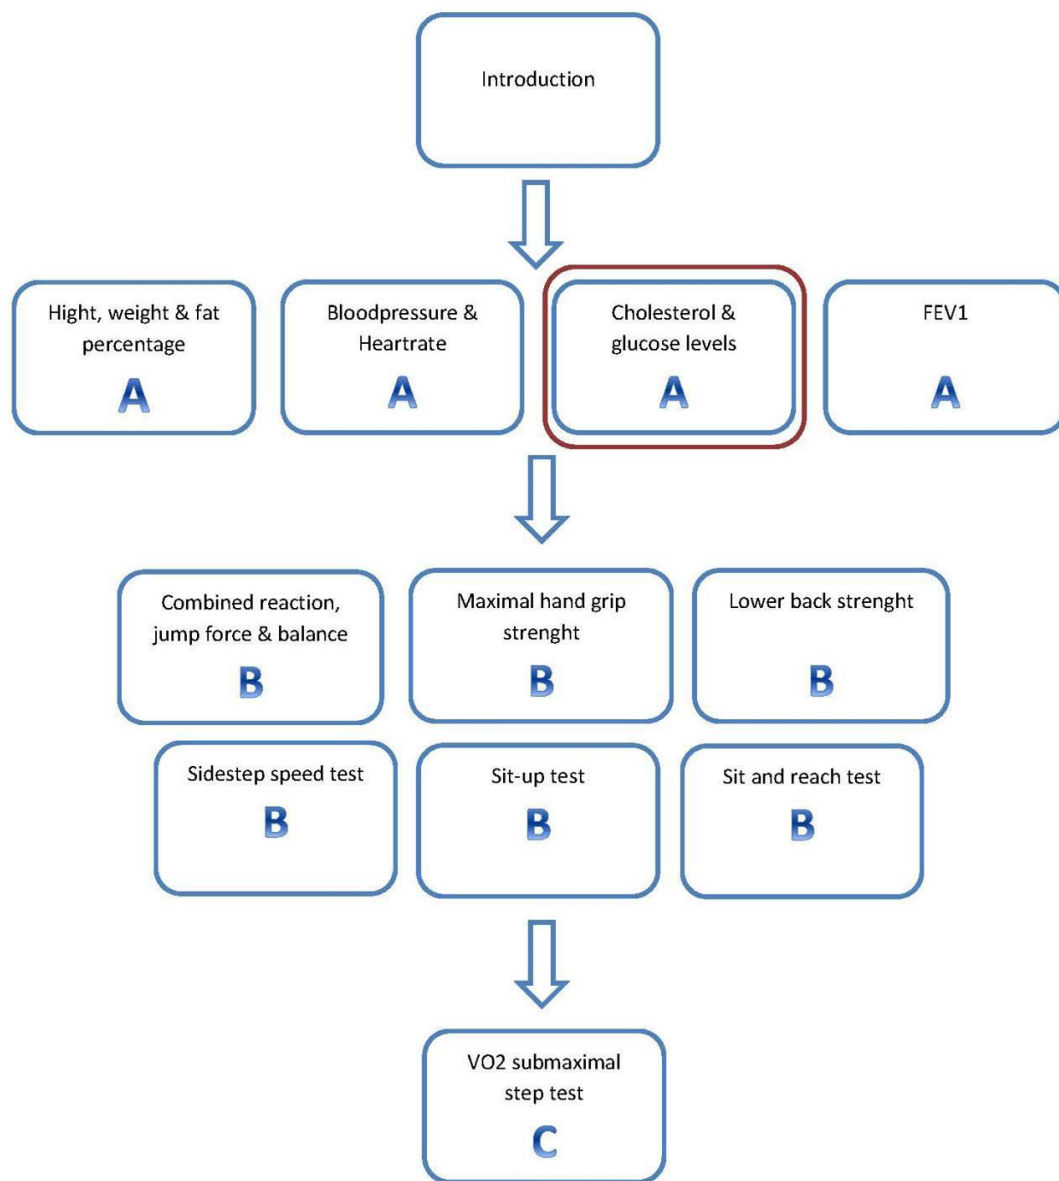 Introduction
Hight, weight & fat
percentage
A
Bloodpressure &
Heartrate
A
Cholesterol &
glucose levels
A
FEV1
A
Combined reaction,
jump force & balance
B
Maximal hand grip
strenght
B
Lower back strenght
B
Sidestep speed test
B
Sit-up test
B
Sit and reach test
B
VO2 submaximal
step test
C